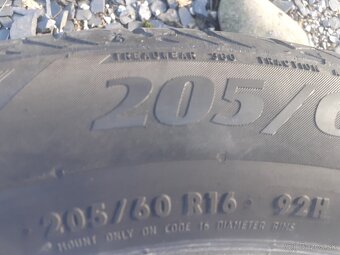 TREADWEAR 300 TRACTION
205/6
205/60 R16 92H
MOUNT ONLY ON CODE 16 DIAMETER RIMS